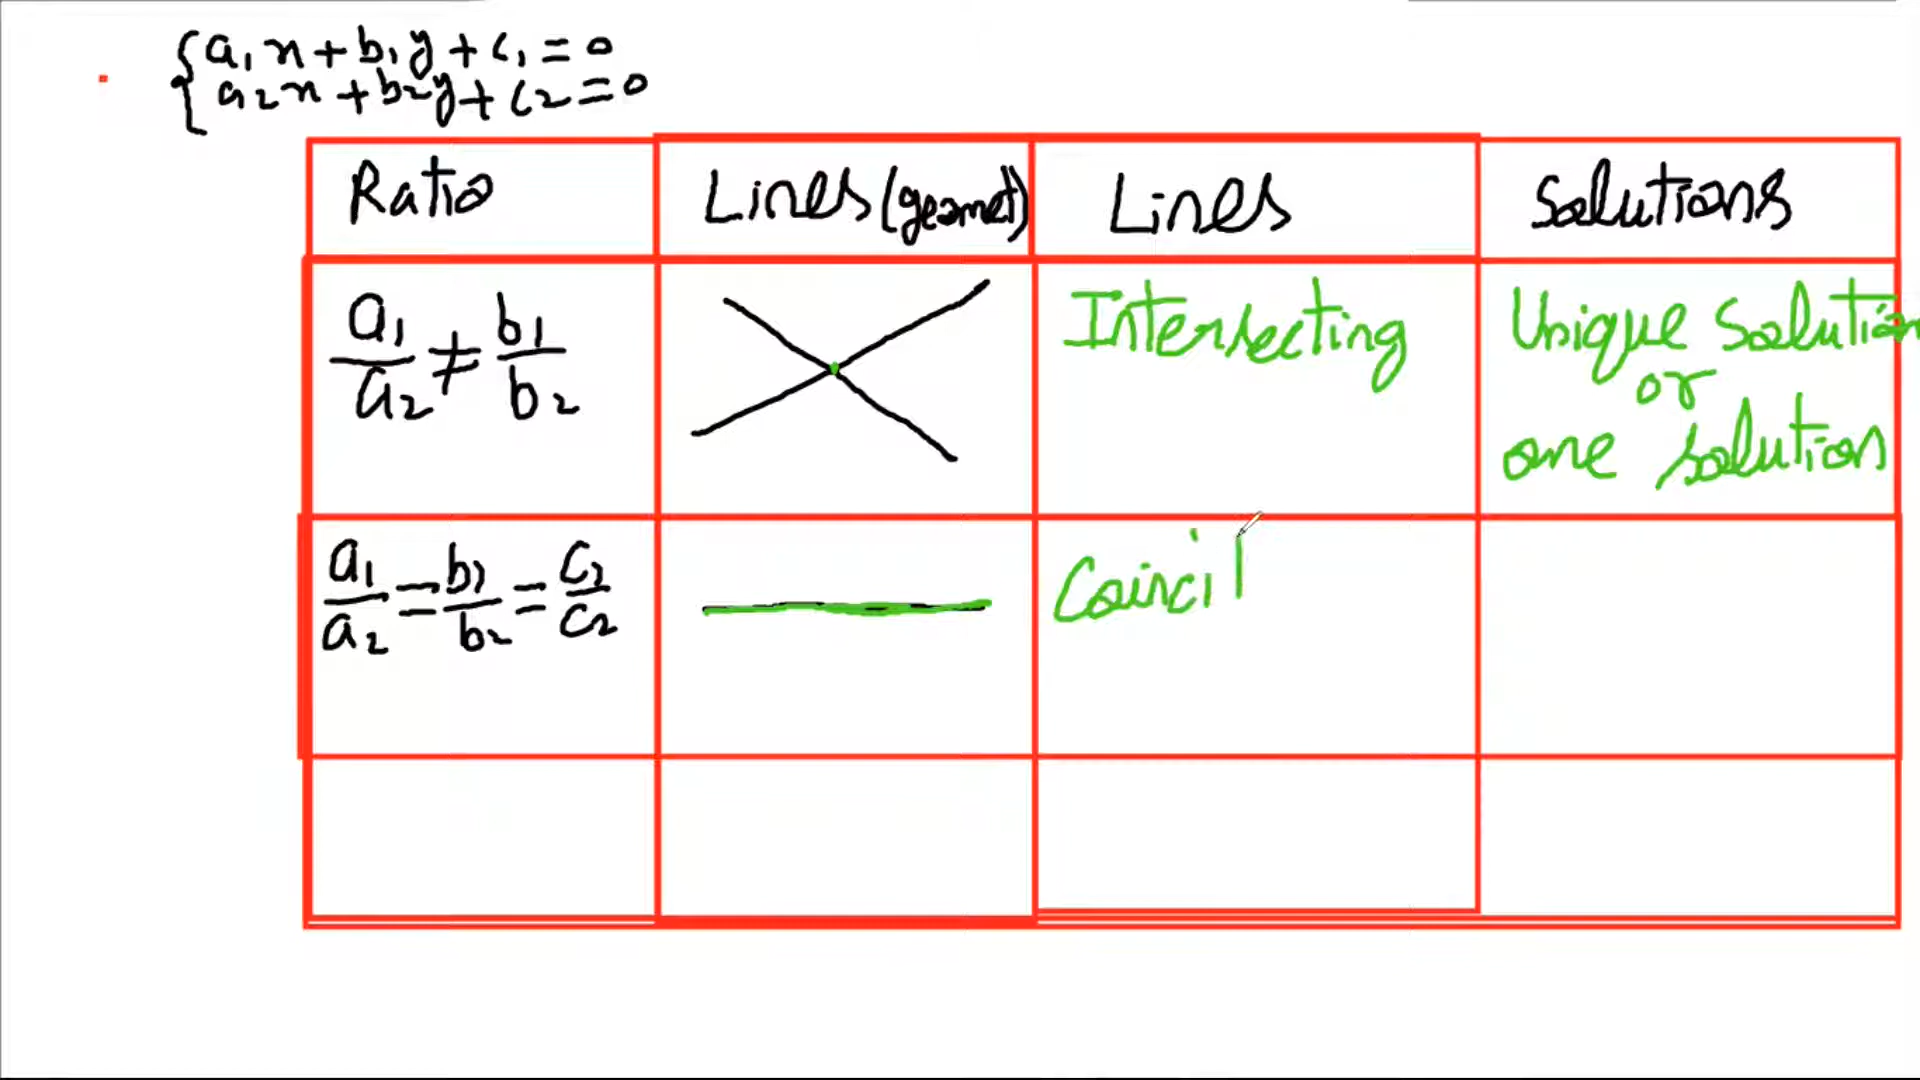 a₁x + b₁y + c₁ = 0
a₂x + b₂y + c₂ = 0
Ratio Lines (geomet) Lines Solutions
a₁/a₂ ≠ b₁/b₂ Intersecting Unique Solution
or
one solution
a₁/a₂ = b₁/b₂ = c₁/c₂ Coinci